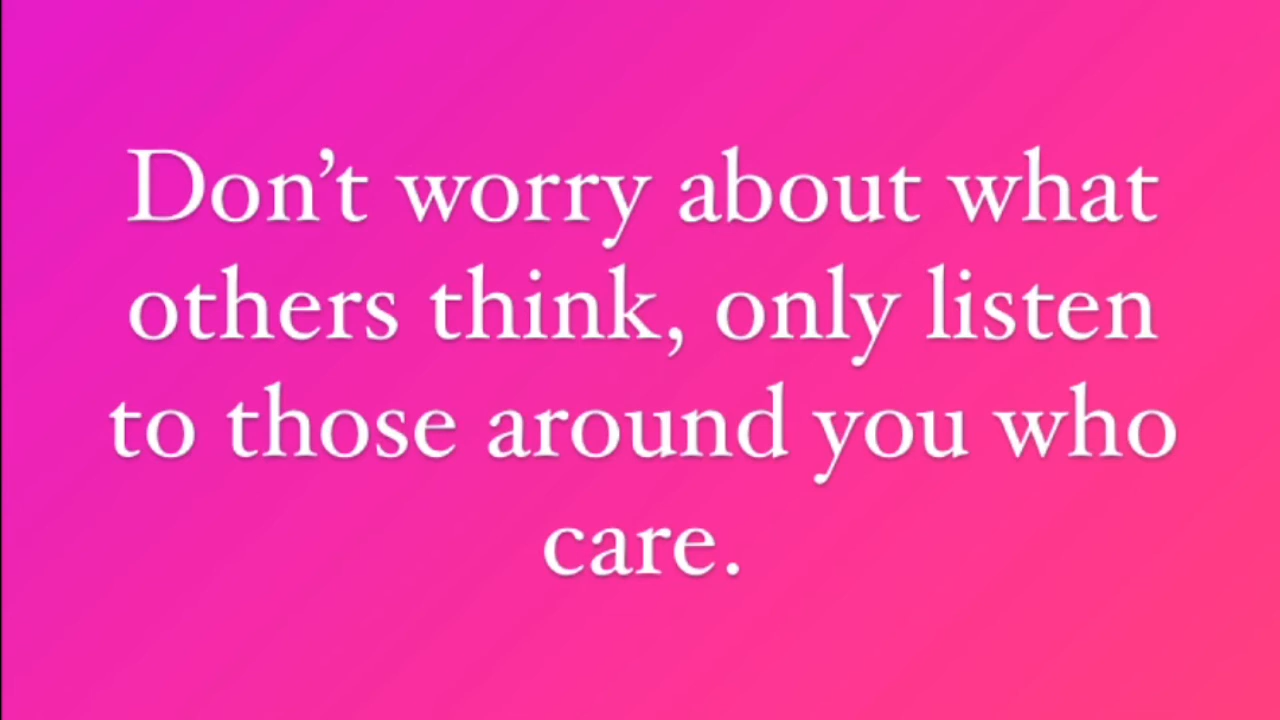 Don’t worry about what
others think, only listen
to those around you who
care.